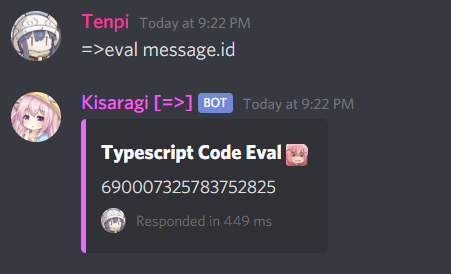 Tenpi Today at 9:22 PM
=>eval message.id
Kisaragi [=>] BOT Today at 9:22 PM
Typescript Code Eval
690007325783752825
Responded in 449 ms